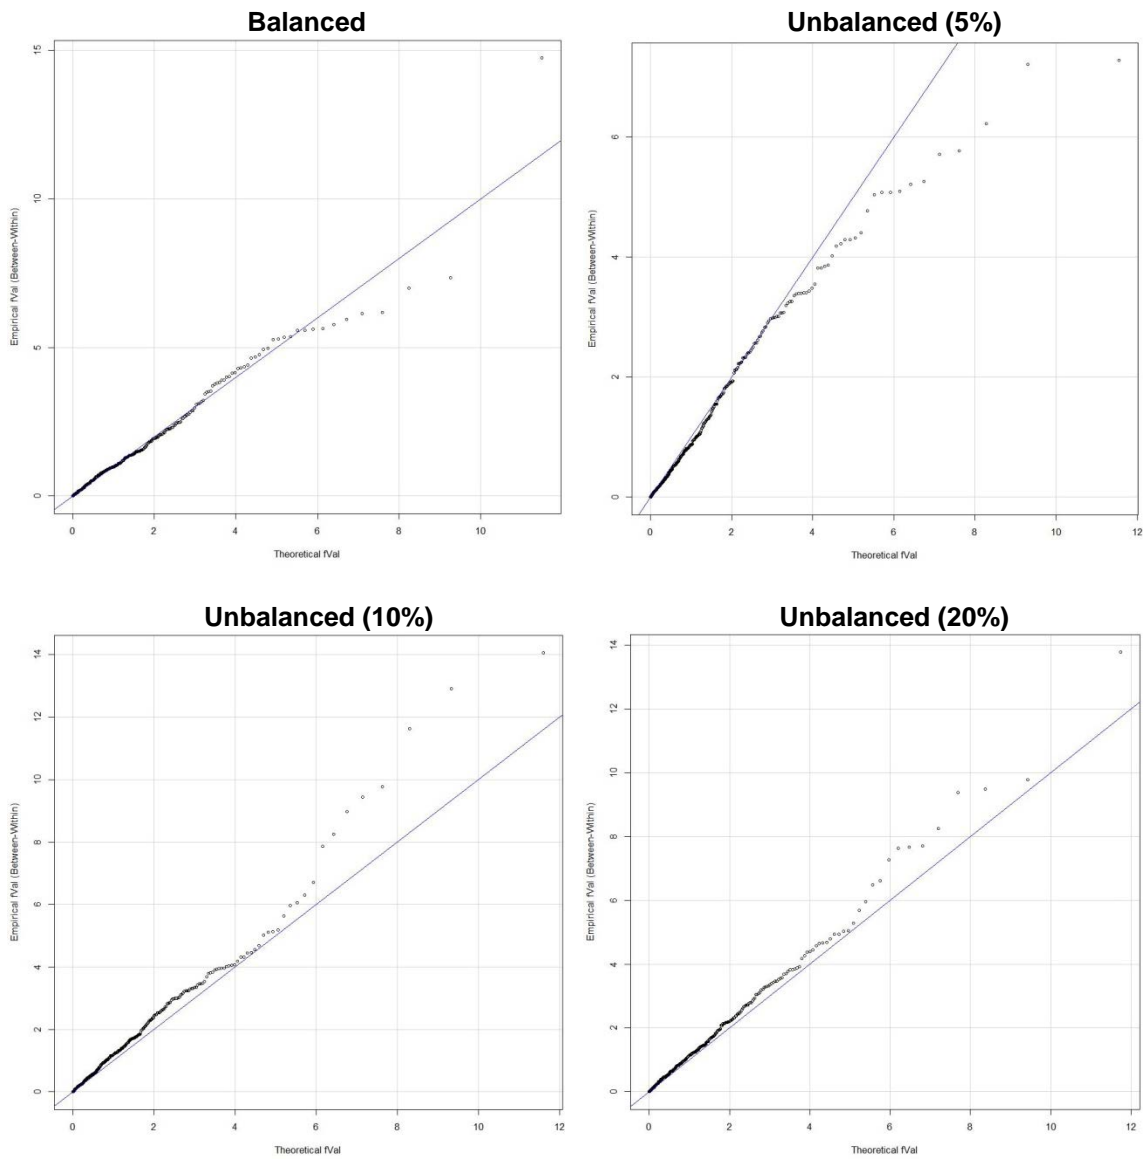 Balanced
Unbalanced (5%)
15
10
5
0
Empirical fVal (Between-Within)
0 2 4 6 8 10
Theoretical fVal
6
4
2
0
Empirical fVal (Between-Within)
0 2 4 6 8 10 12
Theoretical fVal
Unbalanced (10%)
Unbalanced (20%)
14
12
10
8
6
4
2
0
Empirical fVal (Between-Within)
0 2 4 6 8 10 12
Theoretical fVal
14
12
10
8
6
4
2
0
Empirical fVal (Between-Within)
0 2 4 6 8 10 12
Theoretical fVal